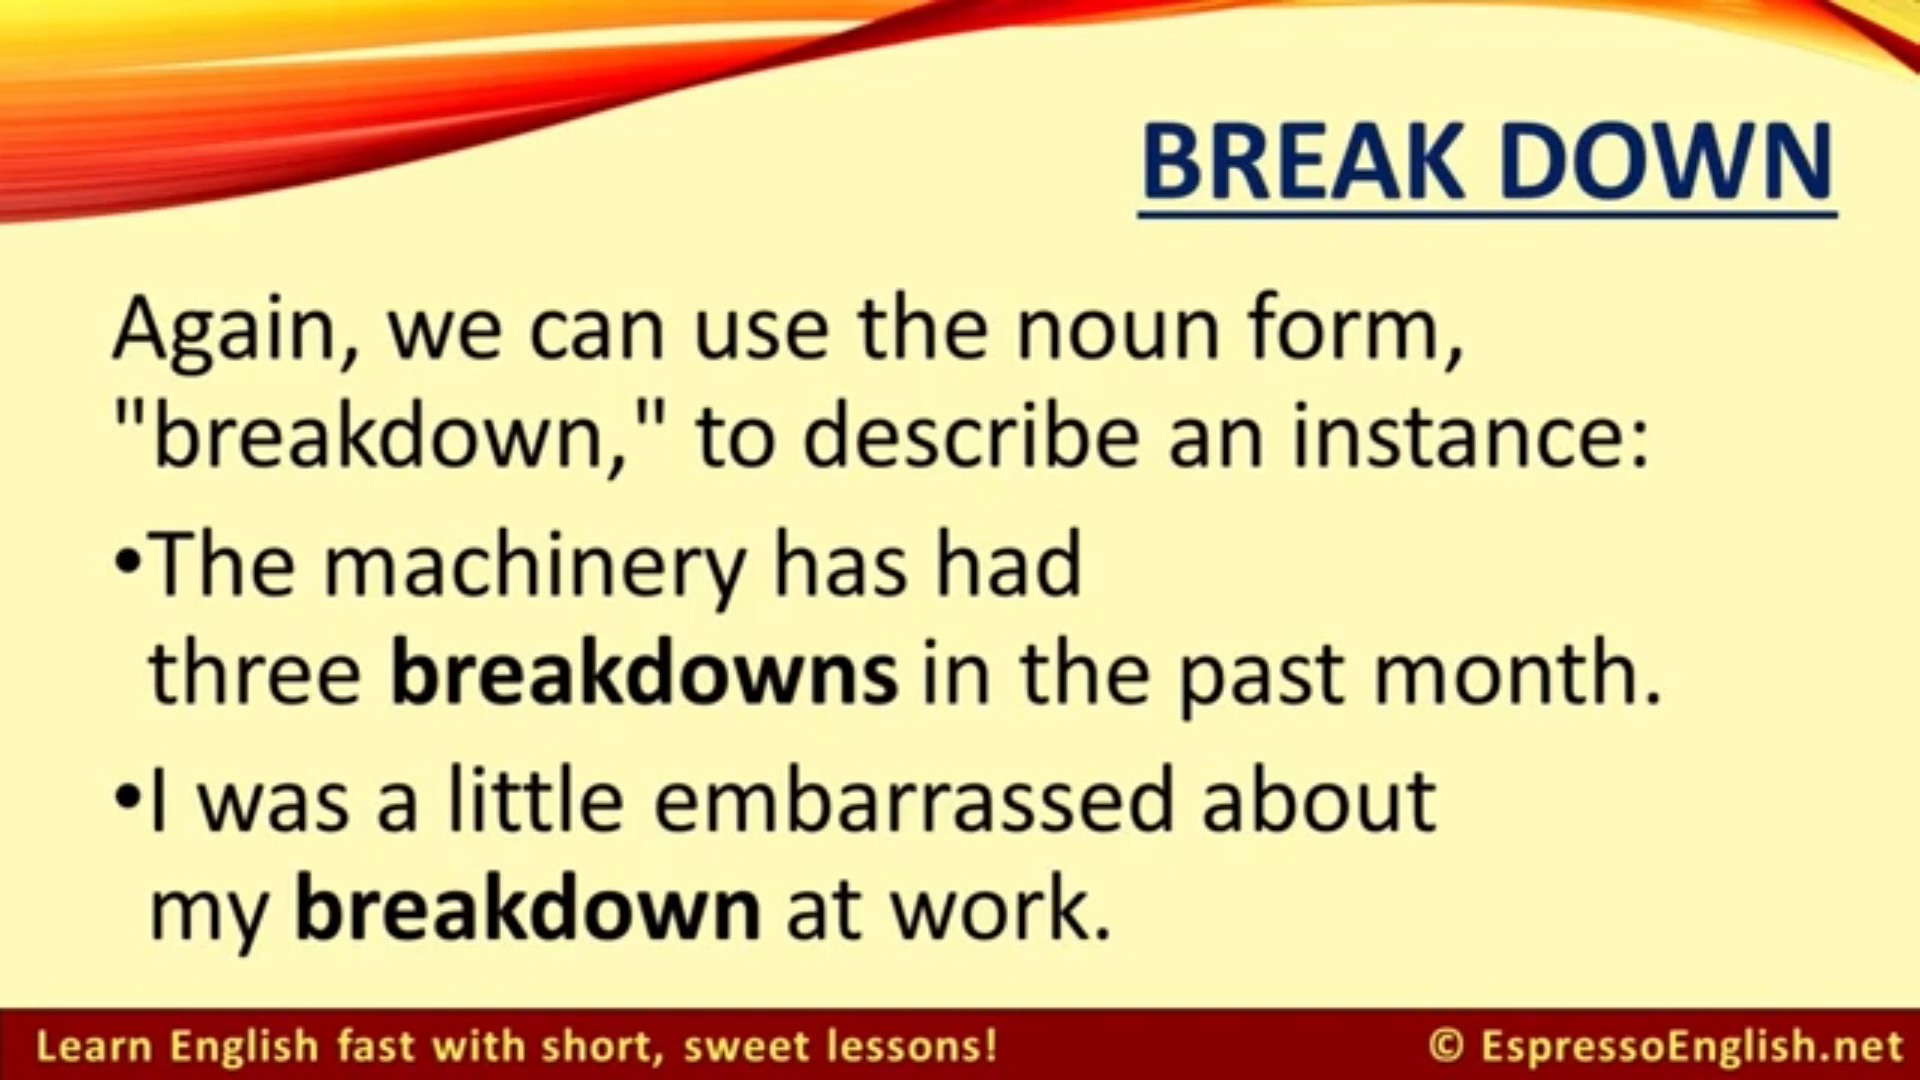 BREAK DOWN
Again, we can use the noun form,
"breakdown," to describe an instance:
•The machinery has had
three breakdowns in the past month.
•I was a little embarrassed about
my breakdown at work.
Learn English fast with short, sweet lessons!
© EspressoEnglish.net